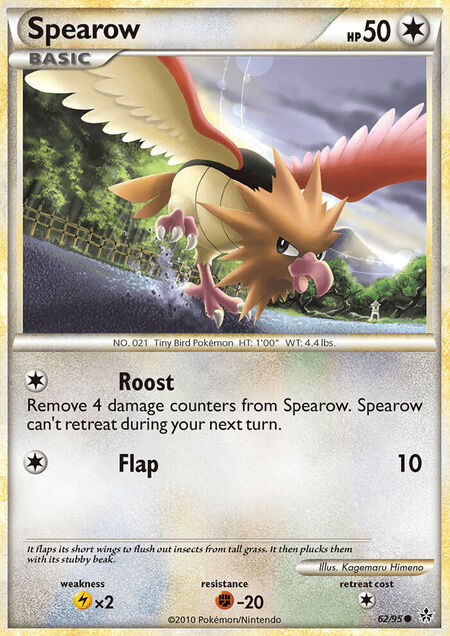 Spearow
HP 50
BASIC
NO. 021 Tiny Bird Pokémon HT: 1'00" WT: 4.4 lbs.
Roost
Remove 4 damage counters from Spearow. Spearow
can't retreat during your next turn.
Flap 10
It flaps its short wings to flush out insects from tall grass. It then plucks them
with its stubby beak.
Illus. Kagemaru Himeno
weakness resistance retreat cost
×2 -20
©2010 Pokémon/Nintendo 62/95